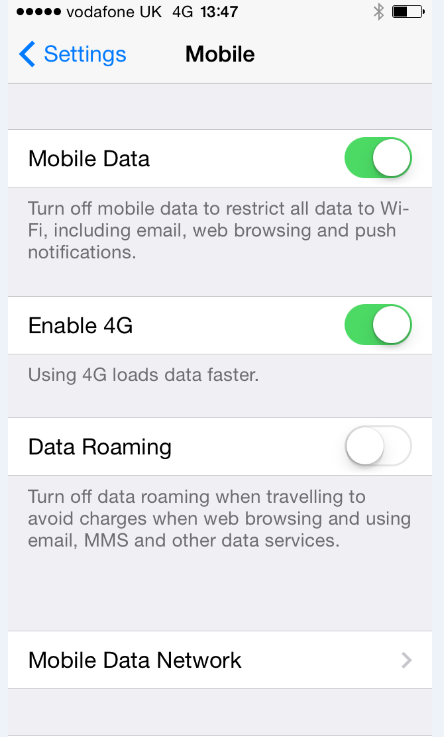 vodafone UK 4G 13:47
Settings Mobile
Mobile Data
Turn off mobile data to restrict all data to Wi-
Fi, including email, web browsing and push
notifications.
Enable 4G
Using 4G loads data faster.
Data Roaming
Turn off data roaming when travelling to
avoid charges when web browsing and using
email, MMS and other data services.
Mobile Data Network